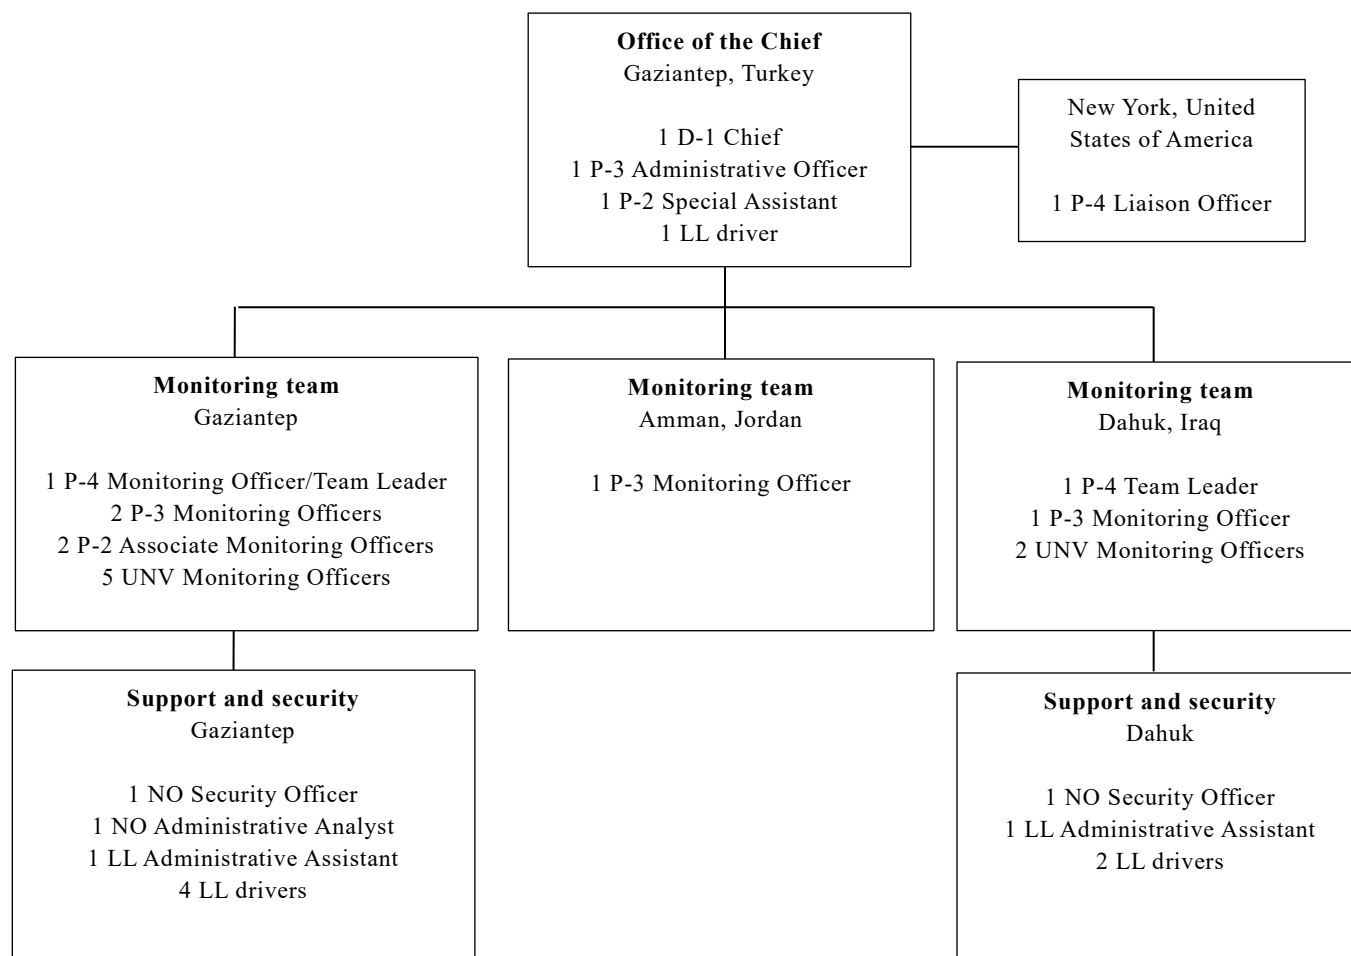 Office of the Chief
Gaziantep, Turkey
1 D-1 Chief
1 P-3 Administrative Officer
1 P-2 Special Assistant
1 LL driver
New York, United
States of America
1 P-4 Liaison Officer
Monitoring team
Gaziantep
1 P-4 Monitoring Officer/Team Leader
2 P-3 Monitoring Officers
2 P-2 Associate Monitoring Officers
5 UNV Monitoring Officers
Monitoring team
Amman, Jordan
1 P-3 Monitoring Officer
Monitoring team
Dahuk, Iraq
1 P-4 Team Leader
1 P-3 Monitoring Officer
2 UNV Monitoring Officers
Support and security
Gaziantep
1 NO Security Officer
1 NO Administrative Analyst
1 LL Administrative Assistant
4 LL drivers
Support and security
Dahuk
1 NO Security Officer
1 LL Administrative Assistant
2 LL drivers